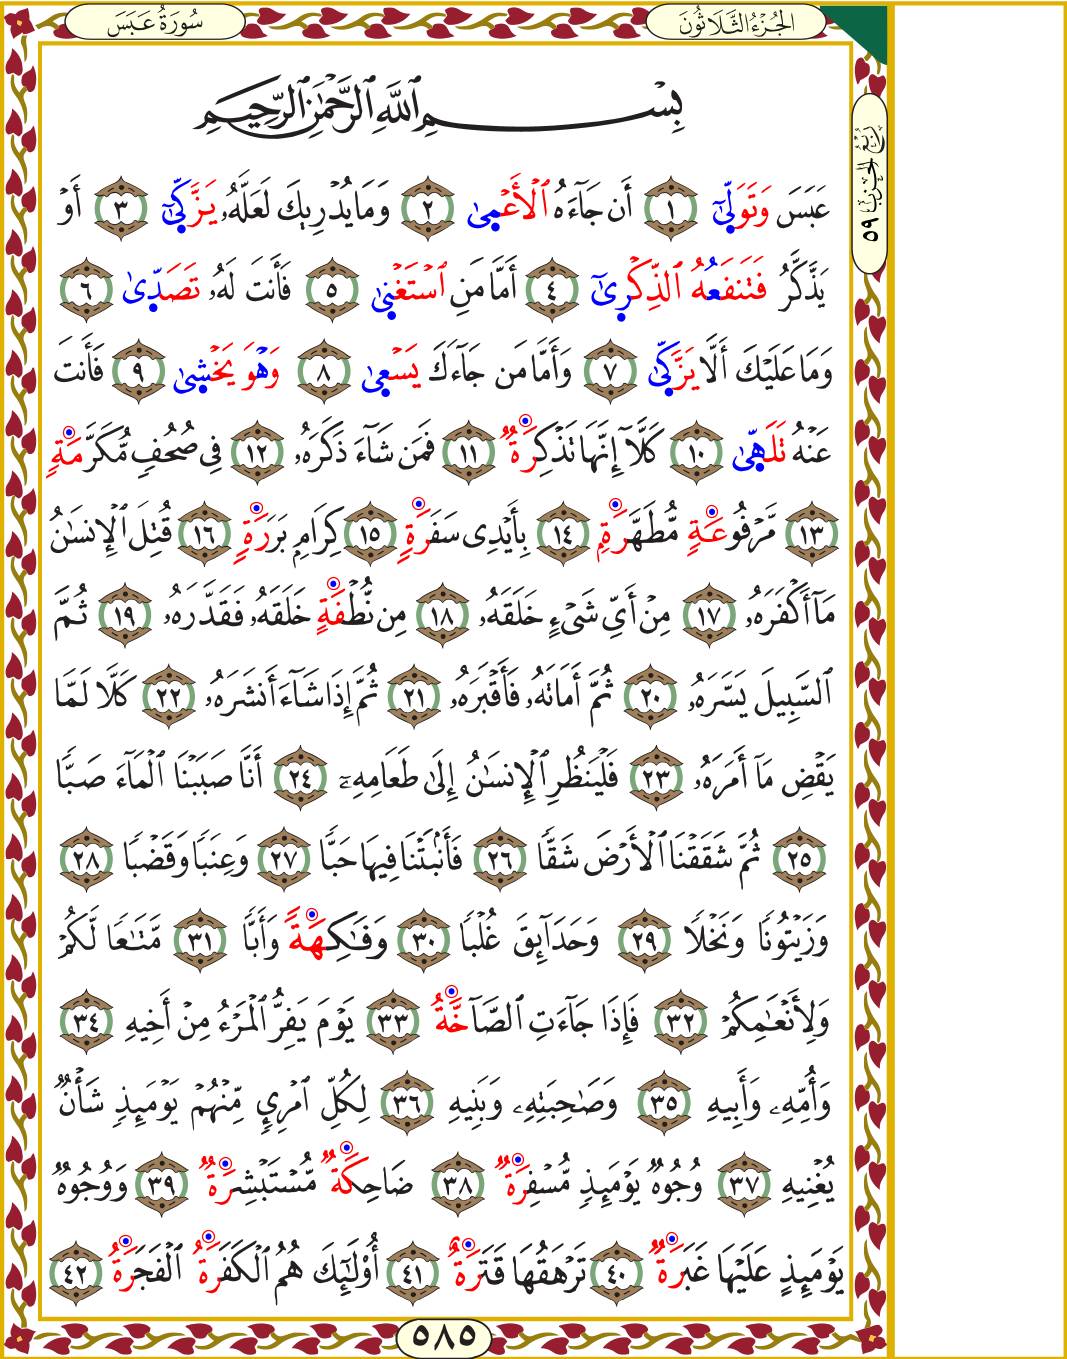 سُورَةُ عَبَسَ
الجُزْءُ الثَّلَاثُونَ
رُبْعُ الحِزْبِ ٥٩
بِسْمِ ٱللَّهِ ٱلرَّحْمَٰنِ ٱلرَّحِيمِ
عَبَسَ وَتَوَلَّىٰٓ ١ أَن جَآءَهُ ٱلْأَعْمَىٰ ٢ وَمَا يُدْرِيكَ لَعَلَّهُۥ يَزَّكَّىٰٓ ٣ أَوْ
يَذَّكَّرُ فَتَنفَعُهُ ٱلذِّكْرَىٰٓ ٤ أَمَّا مَنِ ٱسْتَغْنَىٰ ٥ فَأَنتَ لَهُۥ تَصَدَّىٰ ٦
وَمَا عَلَيْكَ أَلَّا يَزَّكَّىٰ ٧ وَأَمَّا مَن جَآءَكَ يَسْعَىٰ ٨ وَهْوَ يَخْشَىٰ ٩ فَأَنتَ
عَنْهُ تَلَهَّىٰ ١٠ كَلَّآ إِنَّهَا تَذْكِرَةٌ ١١ فَمَن شَآءَ ذَكَرَهُۥ ١٢ فِى صُحُفٍ مُّكَرَّمَةٍ
١٣ مَّرْفُوعَةٍ مُّطَهَّرَةٍۭ ١٤ بِأَيْدِى سَفَرَةٍ ١٥ كِرَامٍۭ بَرَرَةٍ ١٦ قُتِلَ ٱلْإِنسَٰنُ
مَآ أَكْفَرَهُۥ ١٧ مِنْ أَىِّ شَىْءٍ خَلَقَهُۥ ١٨ مِن نُّطْفَةٍ خَلَقَهُۥ فَقَدَّرَهُۥ ١٩ ثُمَّ
ٱلسَّبِيلَ يَسَّرَهُۥ ٢٠ ثُمَّ أَمَاتَهُۥ فَأَقْبَرَهُۥ ٢١ ثُمَّ إِذَا شَآءَ أَنشَرَهُۥ ٢٢ كَلَّا لَمَّا
يَقْضِ مَآ أَمَرَهُۥ ٢٣ فَلْيَنظُرِ ٱلْإِنسَٰنُ إِلَىٰ طَعَامِهِۦٓ ٢٤ أَنَّا صَبَبْنَا ٱلْمَآءَ صَبًّا
٢٥ ثُمَّ شَقَقْنَا ٱلْأَرْضَ شَقًّا ٢٦ فَأَنۢبَتْنَا فِيهَا حَبًّا ٢٧ وَعِنَبًا وَقَضْبًا ٢٨
وَزَيْتُونًا وَنَخْلًا ٢٩ وَحَدَآئِقَ غُلْبًا ٣٠ وَفَٰكِهَةً وَأَبًّا ٣١ مَّتَٰعًا لَّكُمْ
وَلِأَنْعَٰمِكُمْ ٣٢ فَإِذَا جَآءَتِ ٱلصَّآخَّةُ ٣٣ يَوْمَ يَفِرُّ ٱلْمَرْءُ مِنْ أَخِيهِ ٣٤
وَأُمِّهِۦ وَأَبِيهِ ٣٥ وَصَٰحِبَتِهِۦ وَبَنِيهِ ٣٦ لِكُلِّ ٱمْرِئٍ مِّنْهُمْ يَوْمَئِذٍ شَأْنٌ
يُغْنِيهِ ٣٧ وُجُوهٌ يَوْمَئِذٍ مُّسْفِرَةٌ ٣٨ ضَاحِكَةٌ مُّسْتَبْشِرَةٌ ٣٩ وَوُجُوهٌ
يَوْمَئِذٍ عَلَيْهَا غَبَرَةٌ ٤٠ تَرْهَقُهَا قَتَرَةٌ ٤١ أُوْلَٰٓئِكَ هُمُ ٱلْكَفَرَةُ ٱلْفَجَرَةُ ٤٢
٥٨٥